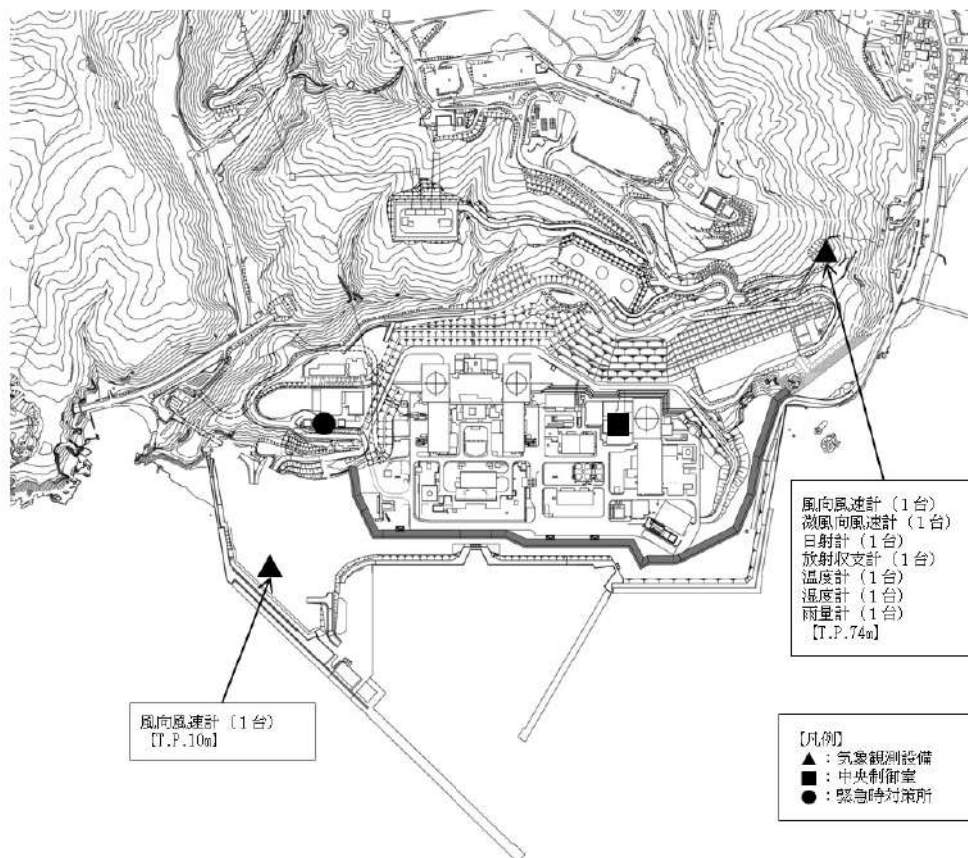 風向風速計(1台)
微風向風速計(1台)
日射計(1台)
放射収支計(1台)
温度計(1台)
湿度計(1台)
雨量計(1台)
【T.P.74m】
風向風速計(1台)
【T.P.10m】
【凡例】
▲:気象観測設備
■:中央制御室
●:緊急時対策所